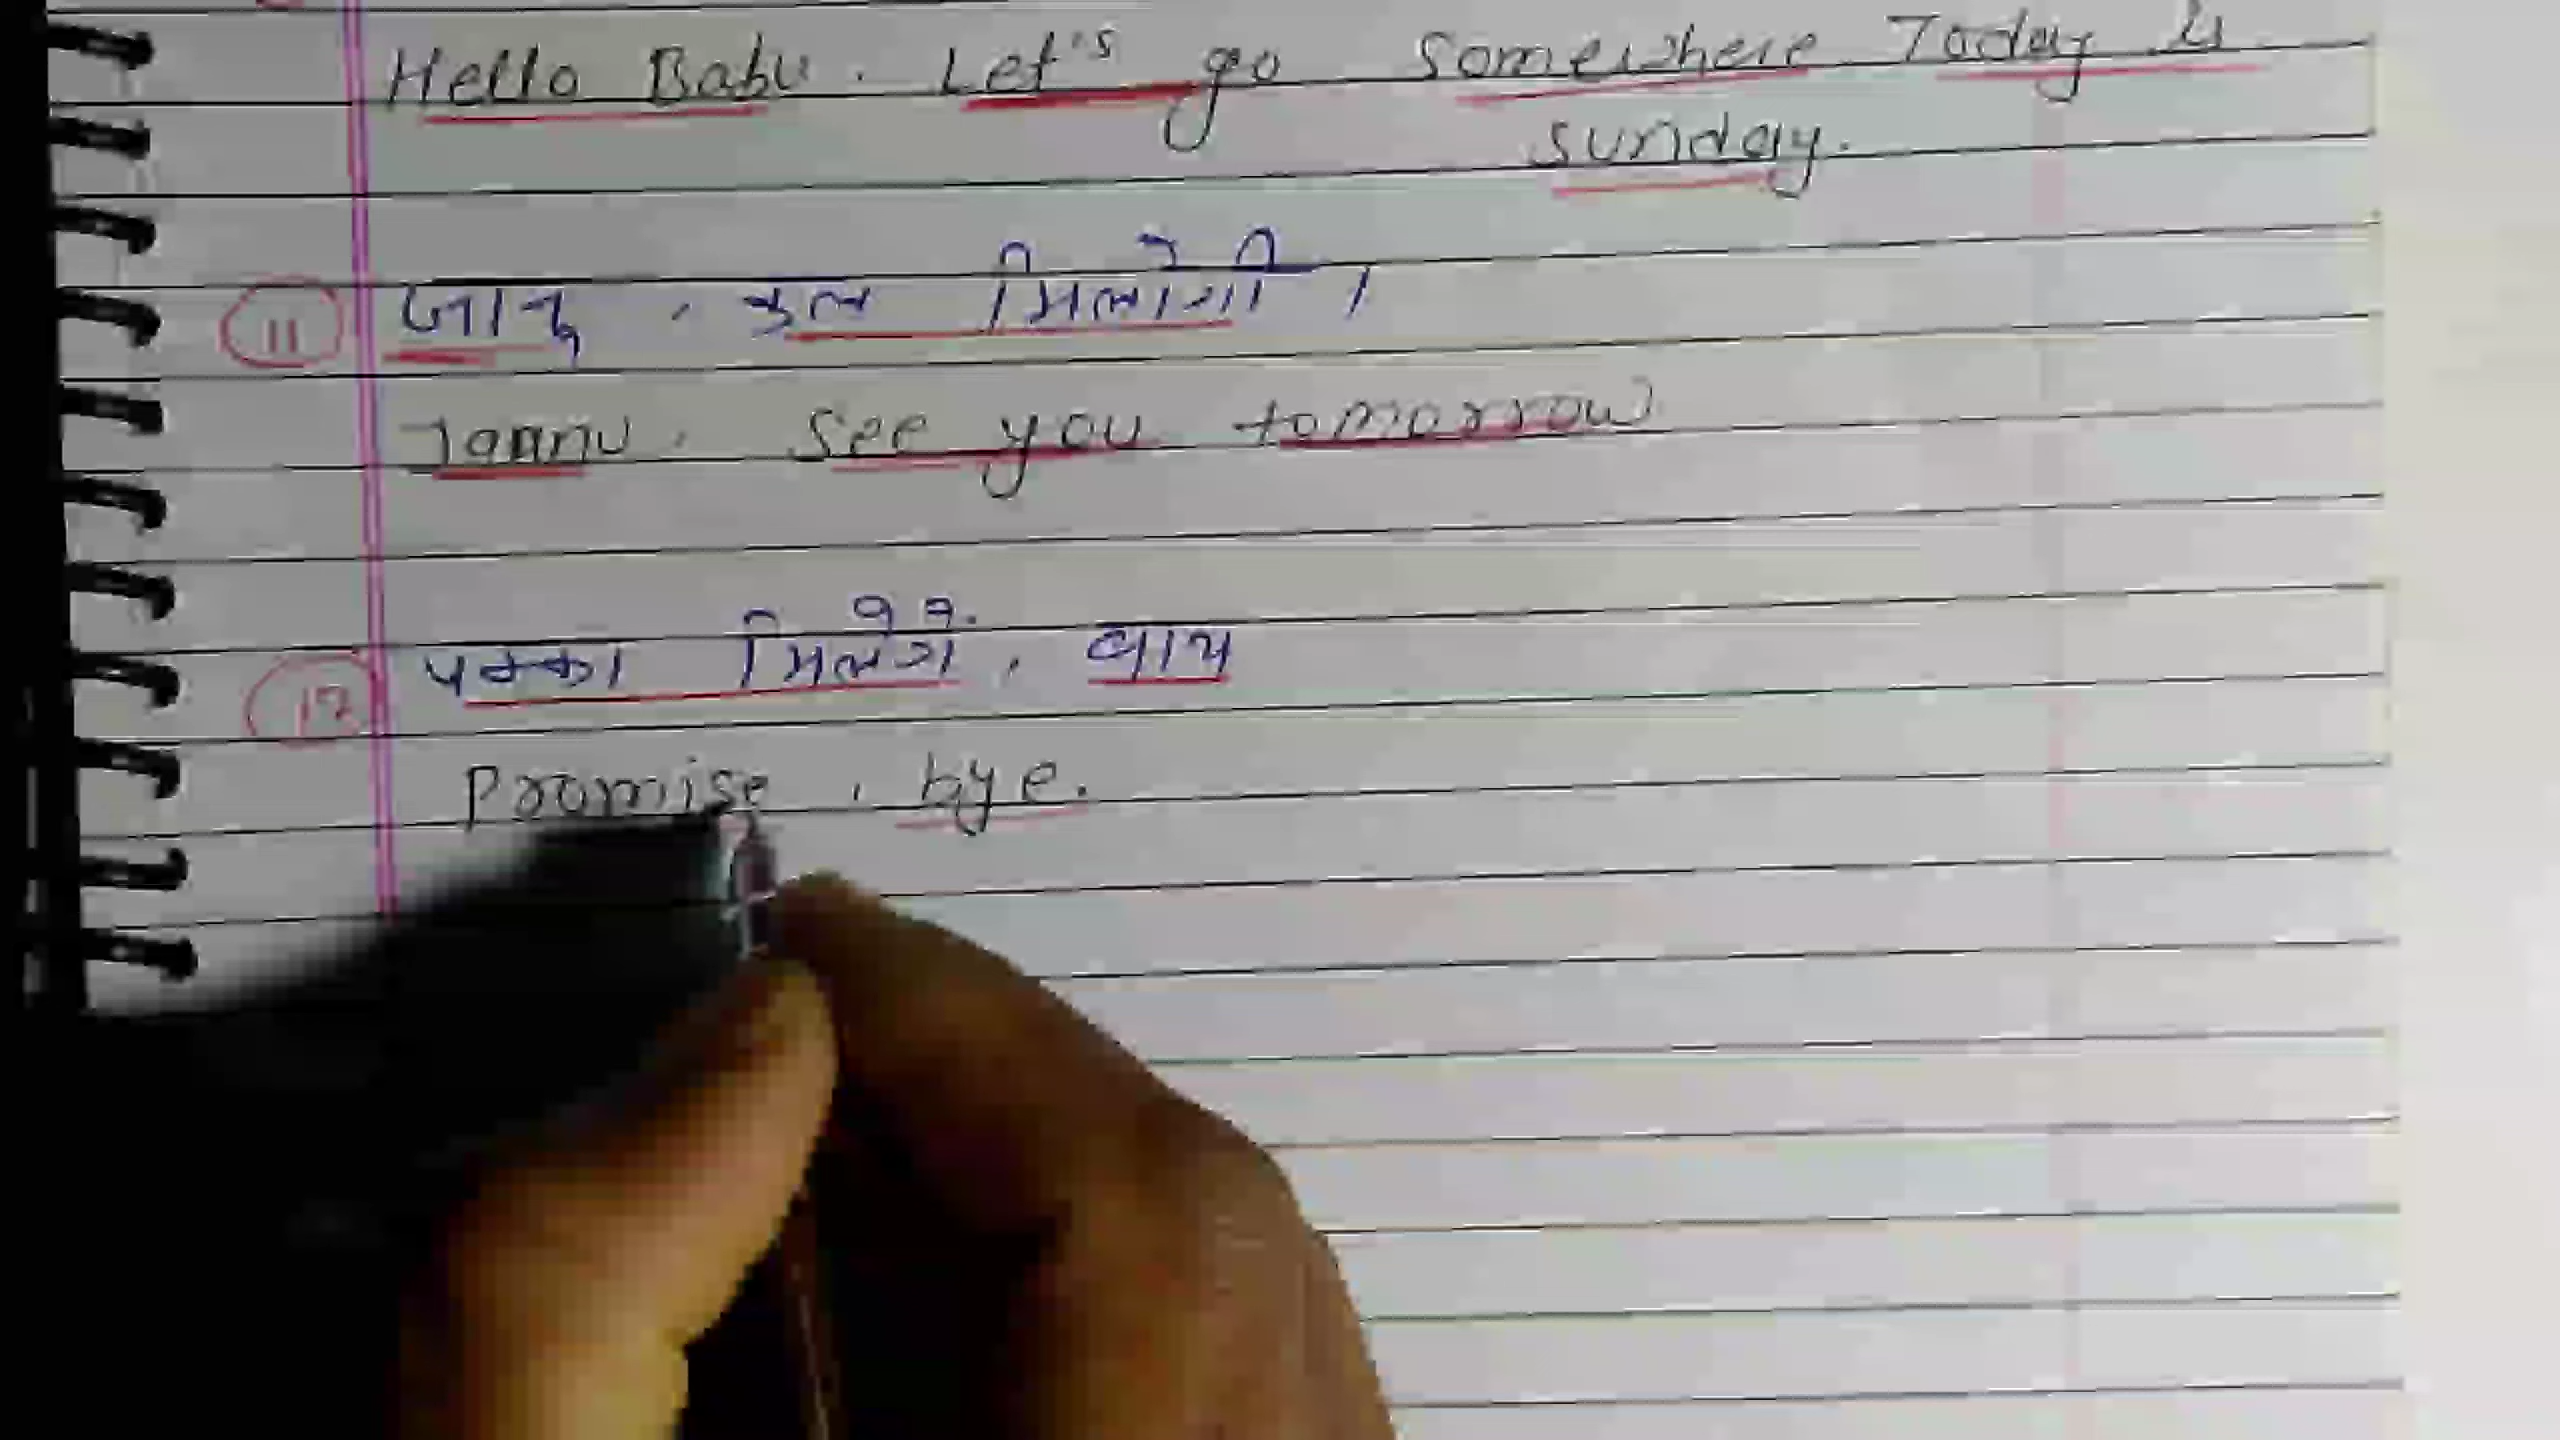 Hello Babu. Let's go somewhere Today is
sunday.
11 जानू, कल मिलोगी।
Jaanu, See you tomorrow
12 पक्का मिलेंगे, बाय
promise, bye.